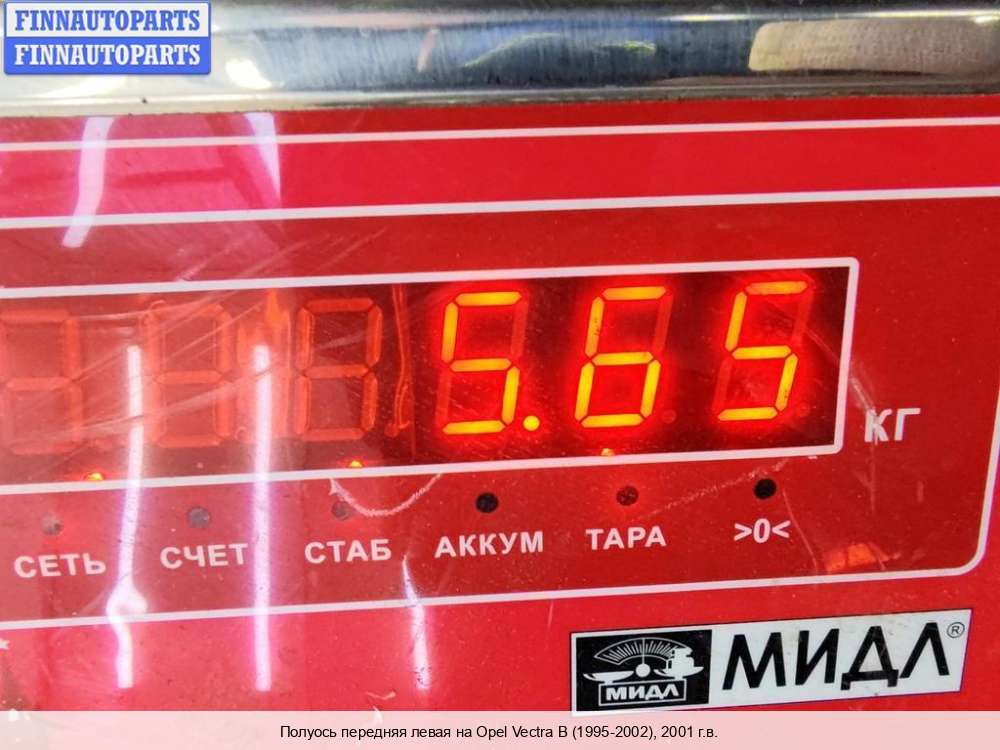 FINNAUTOPARTS
FINNAUTOPARTS
5.65
КГ
СЕТЬ СЧЕТ СТАБ АККУМ ТАРА >0<
МИДЛ МИДЛ®
Полуось передняя левая на Opel Vectra B (1995-2002), 2001 г.в.